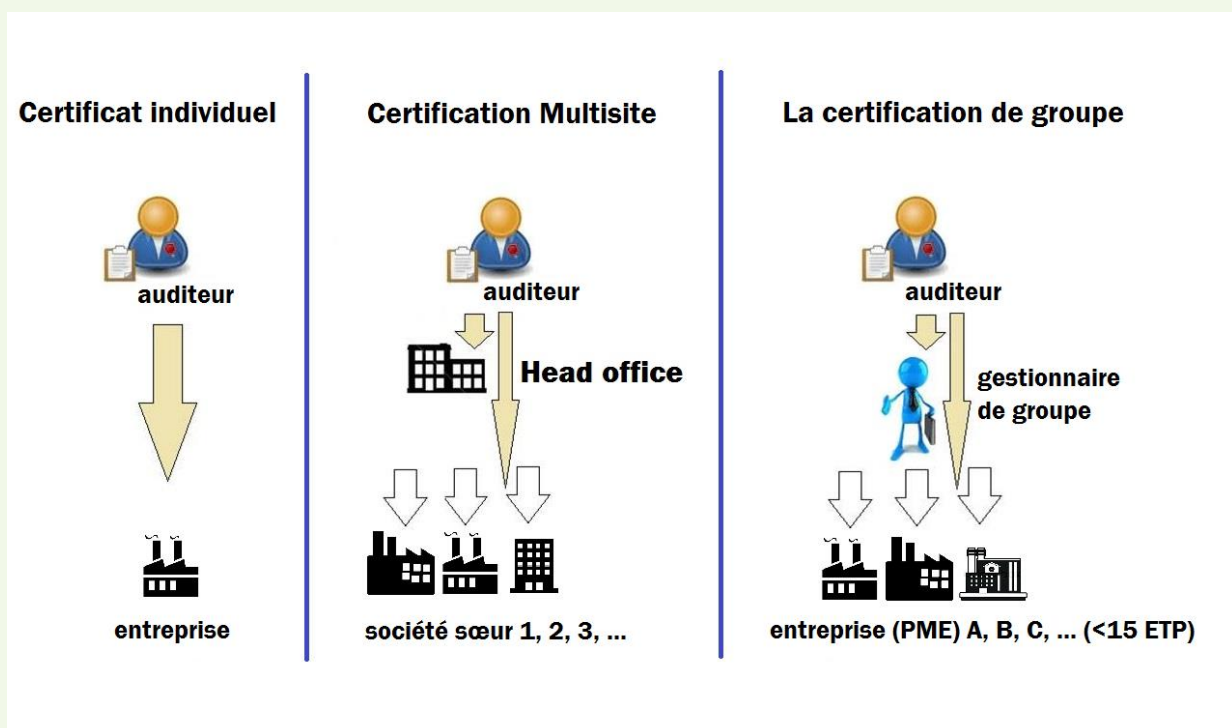 Certificat individuel
auditeur
entreprise
Certification Multisite
auditeur
Head office
société sœur 1, 2, 3, ...
La certification de groupe
auditeur
gestionnaire
de groupe
entreprise (PME) A, B, C, ... (<15 ETP)